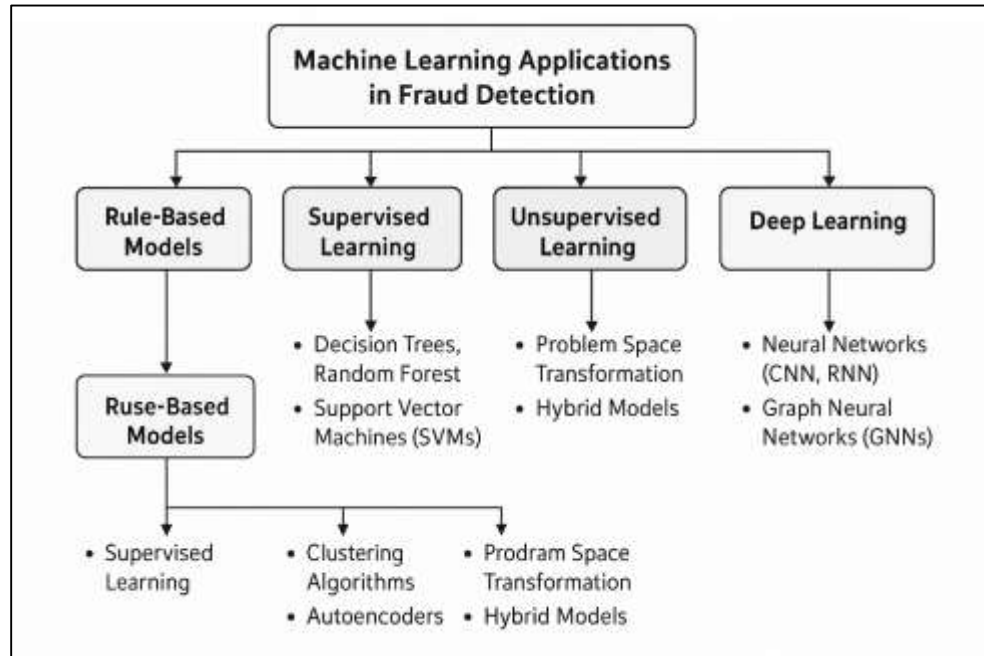 Machine Learning Applications
in Fraud Detection
Rule-Based
Models
Supervised
Learning
Unsupervised
Learning
Deep Learning
• Decision Trees,
Random Forest
• Support Vector
Machines (SVMs)
• Problem Space
Transformation
• Hybrid Models
• Neural Networks
(CNN, RNN)
• Graph Neural
Networks (GNNs)
Ruse-Based
Models
• Supervised
Learning
• Clustering
Algorithms
• Autoencoders
• Prodram Space
Transformation
• Hybrid Models